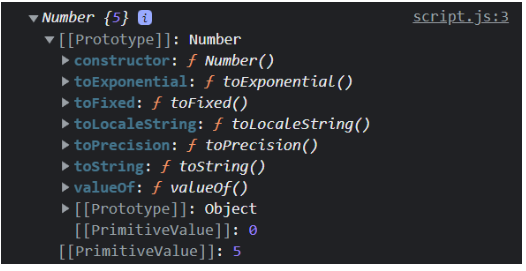 Number {5} i script.js:3
[[Prototype]]: Number
constructor: ƒ Number()
toExponential: ƒ toExponential()
toFixed: ƒ toFixed()
toLocaleString: ƒ toLocaleString()
toPrecision: ƒ toPrecision()
toString: ƒ toString()
valueOf: ƒ valueOf()
[[Prototype]]: Object
[[PrimitiveValue]]: 0
[[PrimitiveValue]]: 5